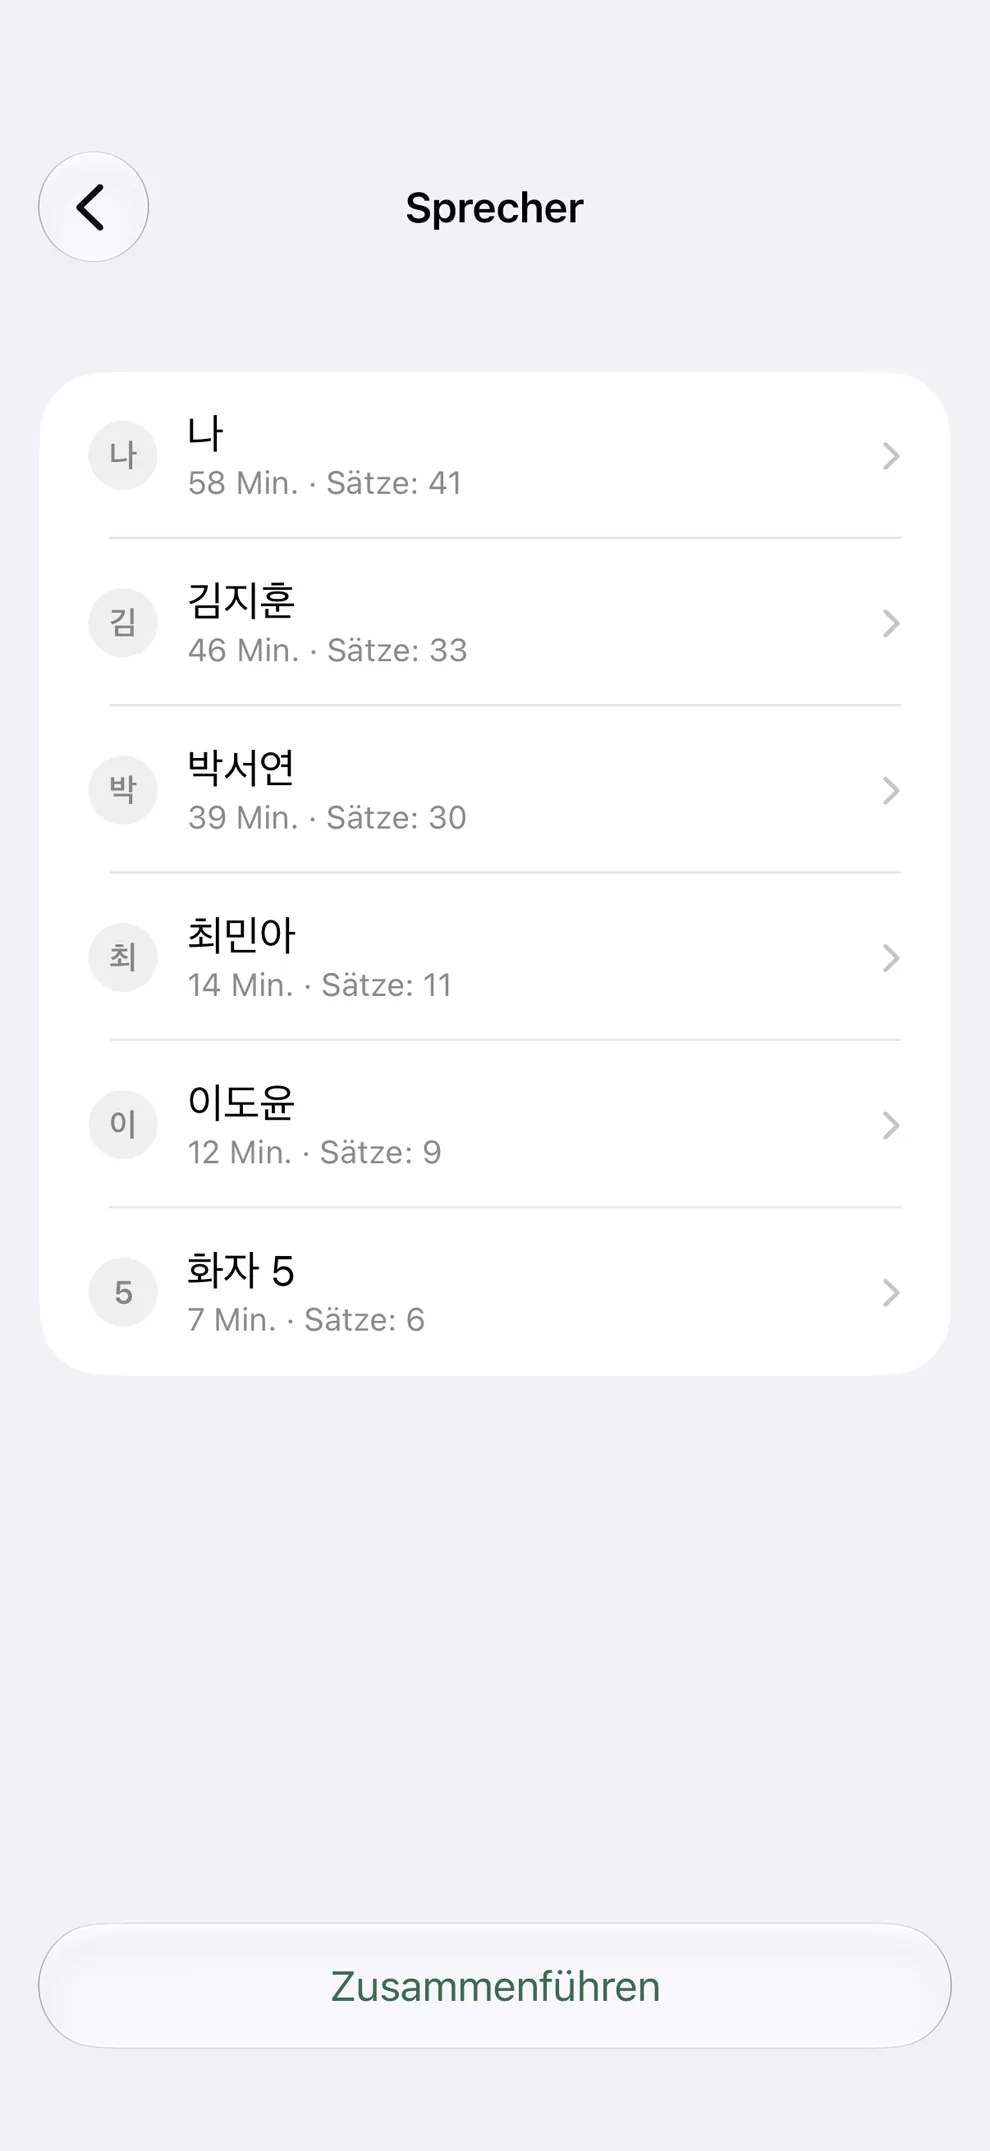 Sprecher
나
나
58 Min. · Sätze: 41
김
김지훈
46 Min. · Sätze: 33
박
박서연
39 Min. · Sätze: 30
최
최민아
14 Min. · Sätze: 11
이
이도윤
12 Min. · Sätze: 9
5
화자 5
7 Min. · Sätze: 6
Zusammenführen